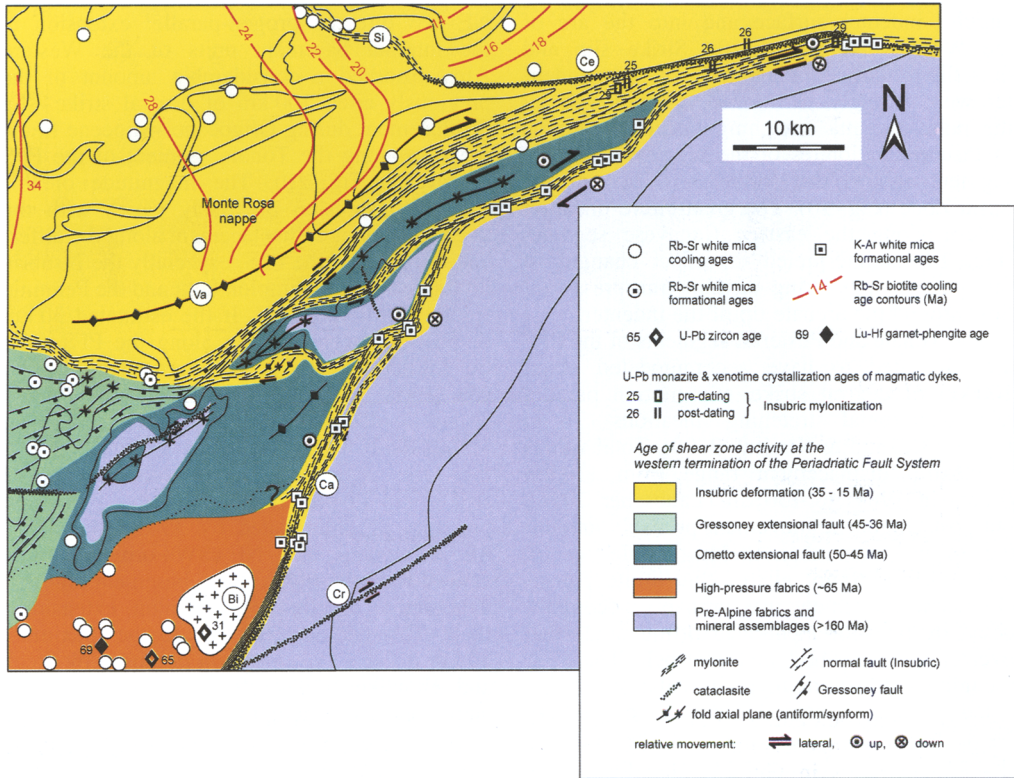 Si
14
16
18
24
22
20
28
34
Ce
26
26
29
25
29
N
10 km
Monte Rosa
nappe
Va
?
Ca
Cr
Bi
31
69
65
Rb-Sr white mica
cooling ages
K-Ar white mica
formational ages
Rb-Sr white mica
formational ages
14
Rb-Sr biotite cooling
age contours (Ma)
65
U-Pb zircon age
69
Lu-Hf garnet-phengite age
U-Pb monazite & xenotime crystallization ages of magmatic dykes,
25 pre-dating
26 post-dating
Insubric mylonitization
Age of shear zone activity at the
western termination of the Periadriatic Fault System
Insubric deformation (35 - 15 Ma)
Gressoney extensional fault (45-36 Ma)
Ometto extensional fault (50-45 Ma)
High-pressure fabrics (~65 Ma)
Pre-Alpine fabrics and
mineral assemblages (>160 Ma)
mylonite
normal fault (Insubric)
cataclasite
Gressoney fault
fold axial plane (antiform/synform)
relative movement: lateral, up, down